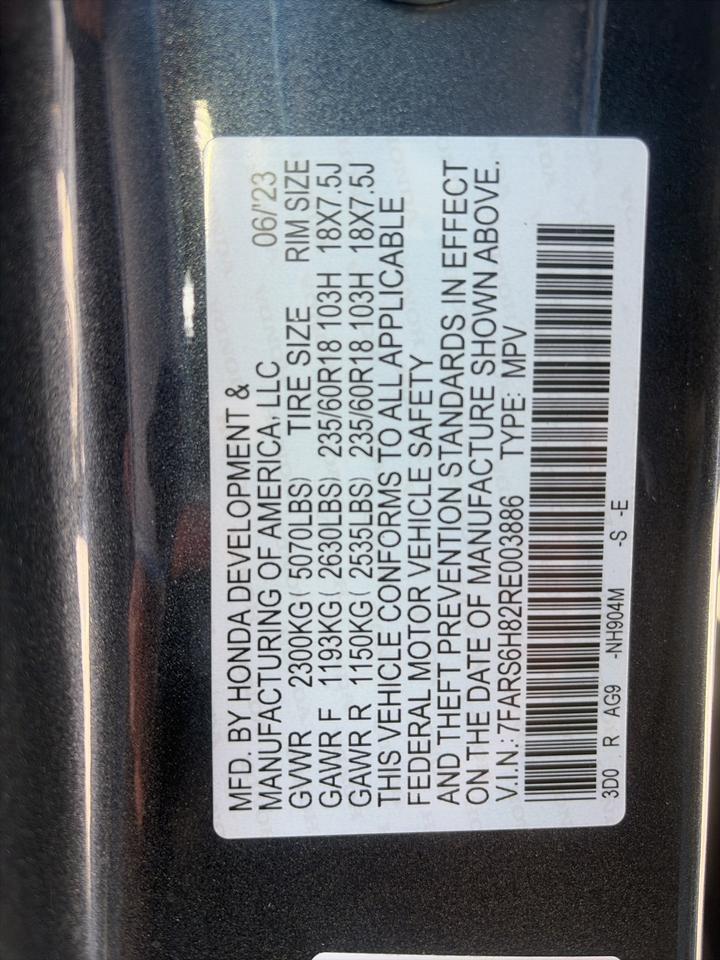 MFD. BY HONDA DEVELOPMENT &
MANUFACTURING OF AMERICA, LLC 06/'23
GVWR 2300KG( 5070LBS) TIRE SIZE RIM SIZE
GAWR F 1193KG( 2630LBS) 235/60R18 103H 18X7.5J
GAWR R 1150KG( 2535LBS) 235/60R18 103H 18X7.5J
THIS VEHICLE CONFORMS TO ALL APPLICABLE
FEDERAL MOTOR VEHICLE SAFETY
AND THEFT PREVENTION STANDARDS IN EFFECT
ON THE DATE OF MANUFACTURE SHOWN ABOVE.
V.I.N.:7FARS6H82RE003886 TYPE: MPV
3D0 R AG9 -NH904M -S -E